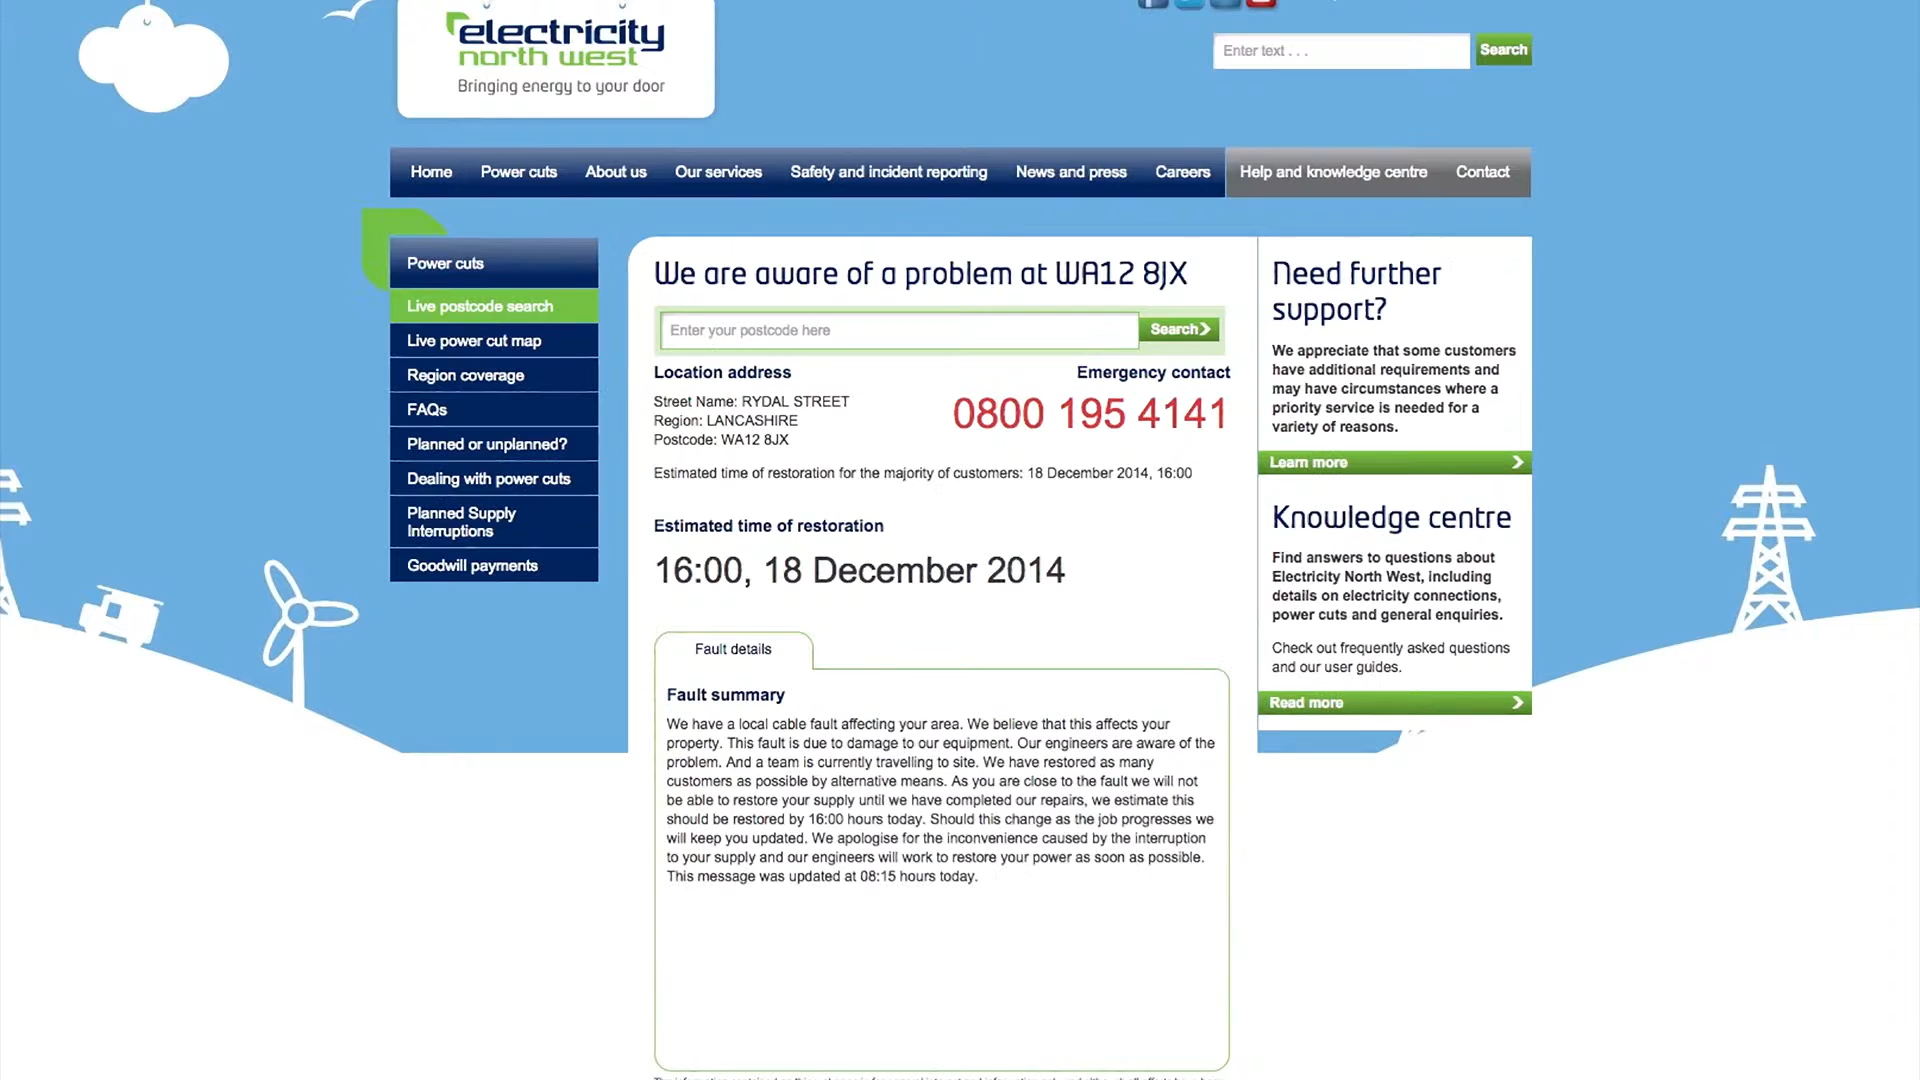 electricity
north west
Bringing energy to your door
Enter text . . .
Search
Home
Power cuts
About us
Our services
Safety and incident reporting
News and press
Careers
Help and knowledge centre
Contact
Power cuts
Live postcode search
Live power cut map
Region coverage
FAQs
Planned or unplanned?
Dealing with power cuts
Planned Supply
Interruptions
Goodwill payments
We are aware of a problem at WA12 8JX
Enter your postcode here
Search
Location address
Emergency contact
Street Name: RYDAL STREET
Region: LANCASHIRE
Postcode: WA12 8JX
0800 195 4141
Estimated time of restoration for the majority of customers: 18 December 2014, 16:00
Estimated time of restoration
16:00, 18 December 2014
Fault details
Fault summary
We have a local cable fault affecting your area. We believe that this affects your
property. This fault is due to damage to our equipment. Our engineers are aware of the
problem. And a team is currently travelling to site. We have restored as many
customers as possible by alternative means. As you are close to the fault we will not
be able to restore your supply until we have completed our repairs, we estimate this
should be restored by 16:00 hours today. Should this change as the job progresses we
will keep you updated. We apologise for the inconvenience caused by the interruption
to your supply and our engineers will work to restore your power as soon as possible.
This message was updated at 08:15 hours today.
Need further
support?
We appreciate that some customers
have additional requirements and
may have circumstances where a
priority service is needed for a
variety of reasons.
Learn more
Knowledge centre
Find answers to questions about
Electricity North West, including
details on electricity connections,
power cuts and general enquiries.
Check out frequently asked questions
and our user guides.
Read more